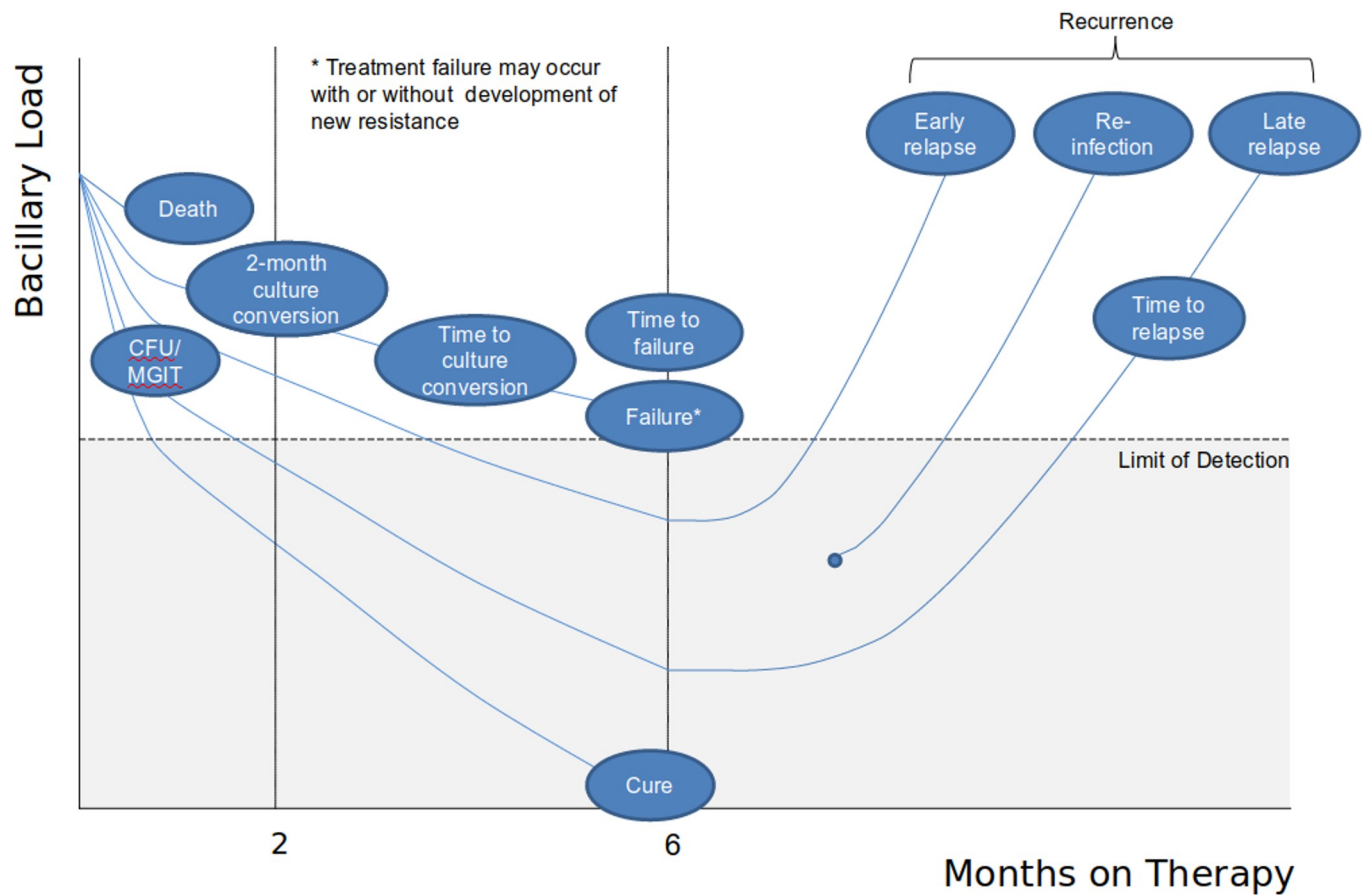 Recurrence
* Treatment failure may occur
with or without development of
new resistance
Bacillary Load
Early
relapse
Re-
infection
Late
relapse
Death
2-month
culture
conversion
Time to
culture
conversion
Time to
failure
Time to
relapse
CFU/
MGIT
Failure*
Limit of Detection
Cure
2
6
Months on Therapy